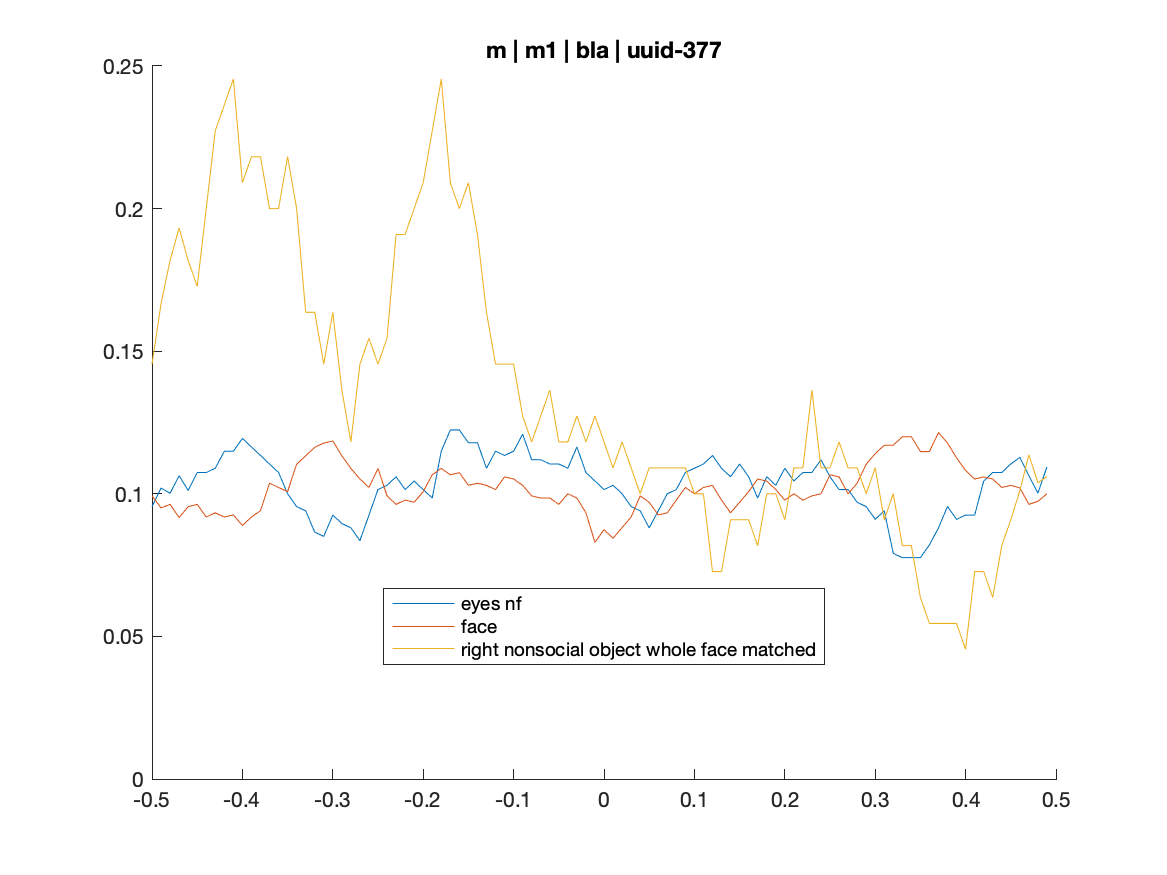 m | m1 | bla | uuid-377
0.25
0.2
0.15
0.1
0.05
0
eyes nf
face
right nonsocial object whole face matched
-0.5 -0.4 -0.3 -0.2 -0.1 0 0.1 0.2 0.3 0.4 0.5